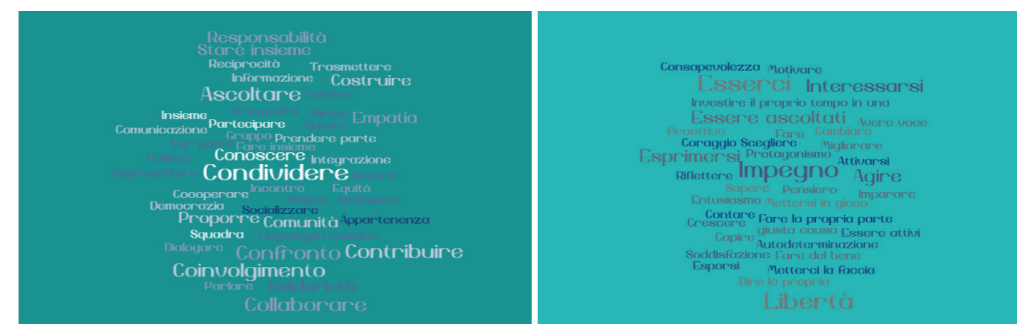 Responsabilità
Stare insieme
Reciprocità Trasmettere
Informazione Costruire
Ascoltare
Insieme Empatia
Comunicazione Partecipare
Gruppo Prendere parte
Fare insieme
Conoscere Integrazione
Condividere
Incontro Equità
Coooperare
Democrazia Socializzare
Proporre Comunità Appartenenza
Squadra
Dialogare Confronto Contribuire
Coinvolgimento
Parlare Solidarietà
Collaborare
Consapevolezza Motivare
Esserci Interessarsi
Investire il proprio tempo in una
Essere ascoltati Avere voce
Proattivo Fare Cambiare
Coraggio Scegliere Migliorare
Esprimersi Protagonismo Attivarsi
Riflettere Impegno Agire
Sapere Pensiero Imparare
Entusiasmo Mettersi in gioco
Contare Fare la propria parte
Crescere giusta causa Essere attivi
Capire Autodeterminazione
Soddisfazione Fare del bene
Esporsi Metterci la faccia
Dire la propria
Libertà